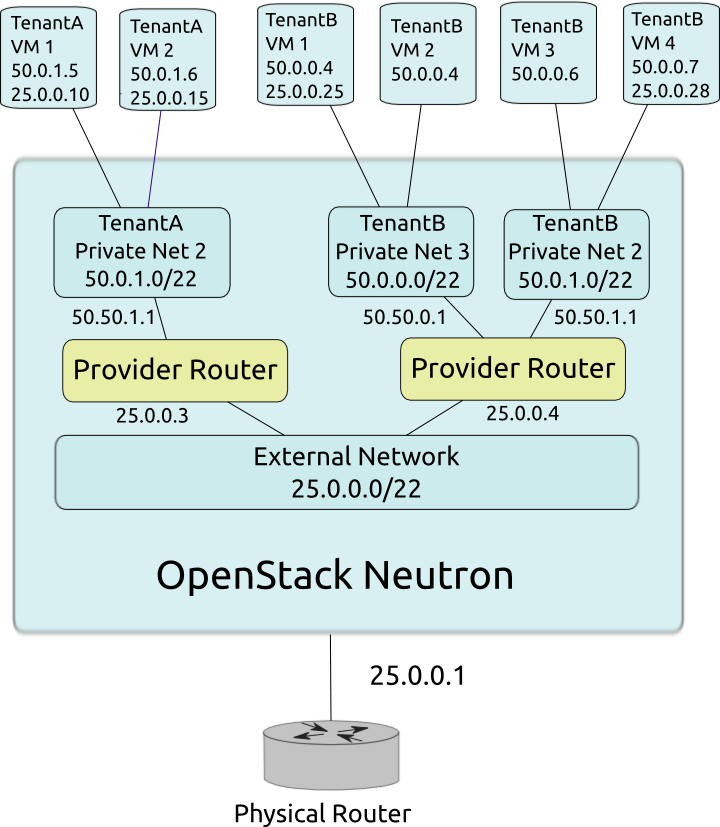 TenantA
VM 1
50.0.1.5
25.0.0.10
TenantA
VM 2
50.0.1.6
25.0.0.15
TenantB
VM 1
50.0.0.4
25.0.0.25
TenantB
VM 2
50.0.0.4
TenantB
VM 3
50.0.0.6
TenantB
VM 4
50.0.0.7
25.0.0.28
TenantA
Private Net 2
50.0.1.0/22
TenantB
Private Net 3
50.0.0.0/22
TenantB
Private Net 2
50.0.1.0/22
50.50.1.1
50.50.0.1
50.50.1.1
Provider Router
Provider Router
25.0.0.3
25.0.0.4
External Network
25.0.0.0/22
OpenStack Neutron
25.0.0.1
Physical Router